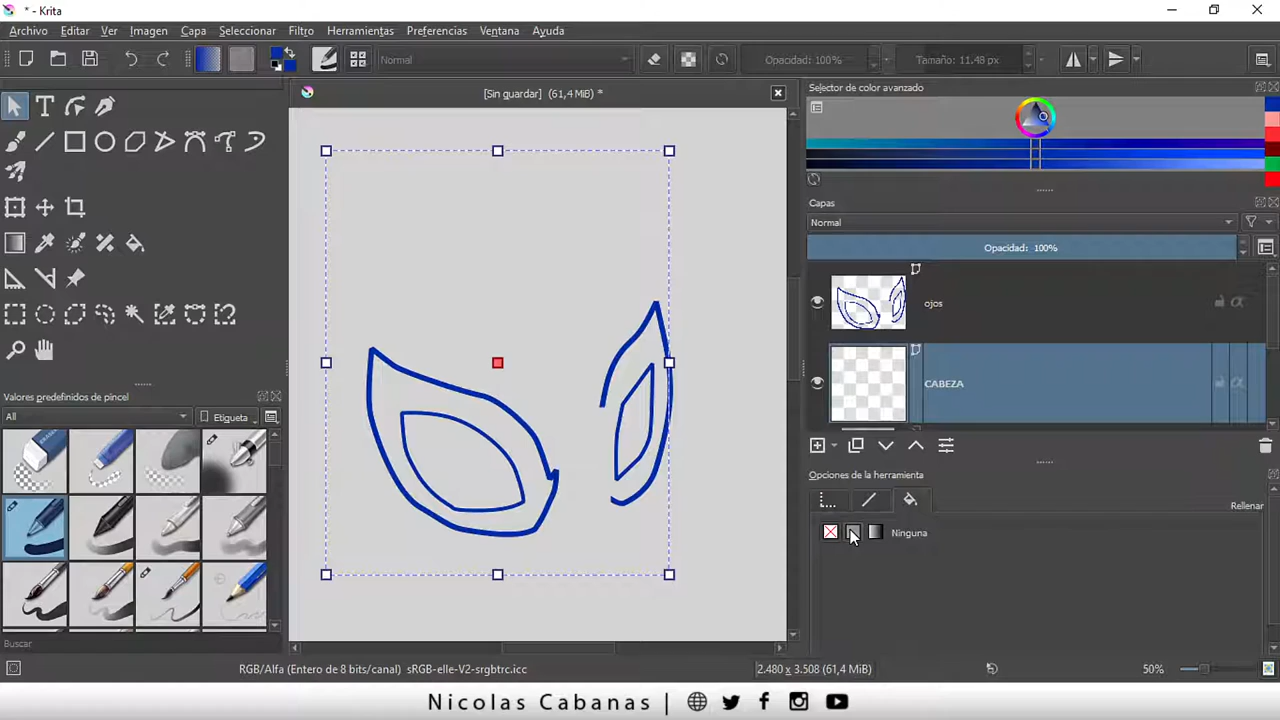 * - Krita
Archivo Editar Ver Imagen Capa Seleccionar Filtro Herramientas Preferencias Ventana Ayuda
Normal Opacidad: 100% Tamaño: 11.48 px
[Sin guardar] (61,4 MiB) *
Selector de color avanzado
Capas
Normal
Opacidad: 100%
ojos
CABEZA
Valores predefinidos de pincel
All Etiqueta
Opciones de la herramienta
Rellenar
Ninguna
Buscar
RGB/Alfa (Entero de 8 bits/canal) sRGB-elle-V2-srgbtrc.icc 2.480 x 3.508 (61,4 MiB) 50%
Nicolas Cabanas |